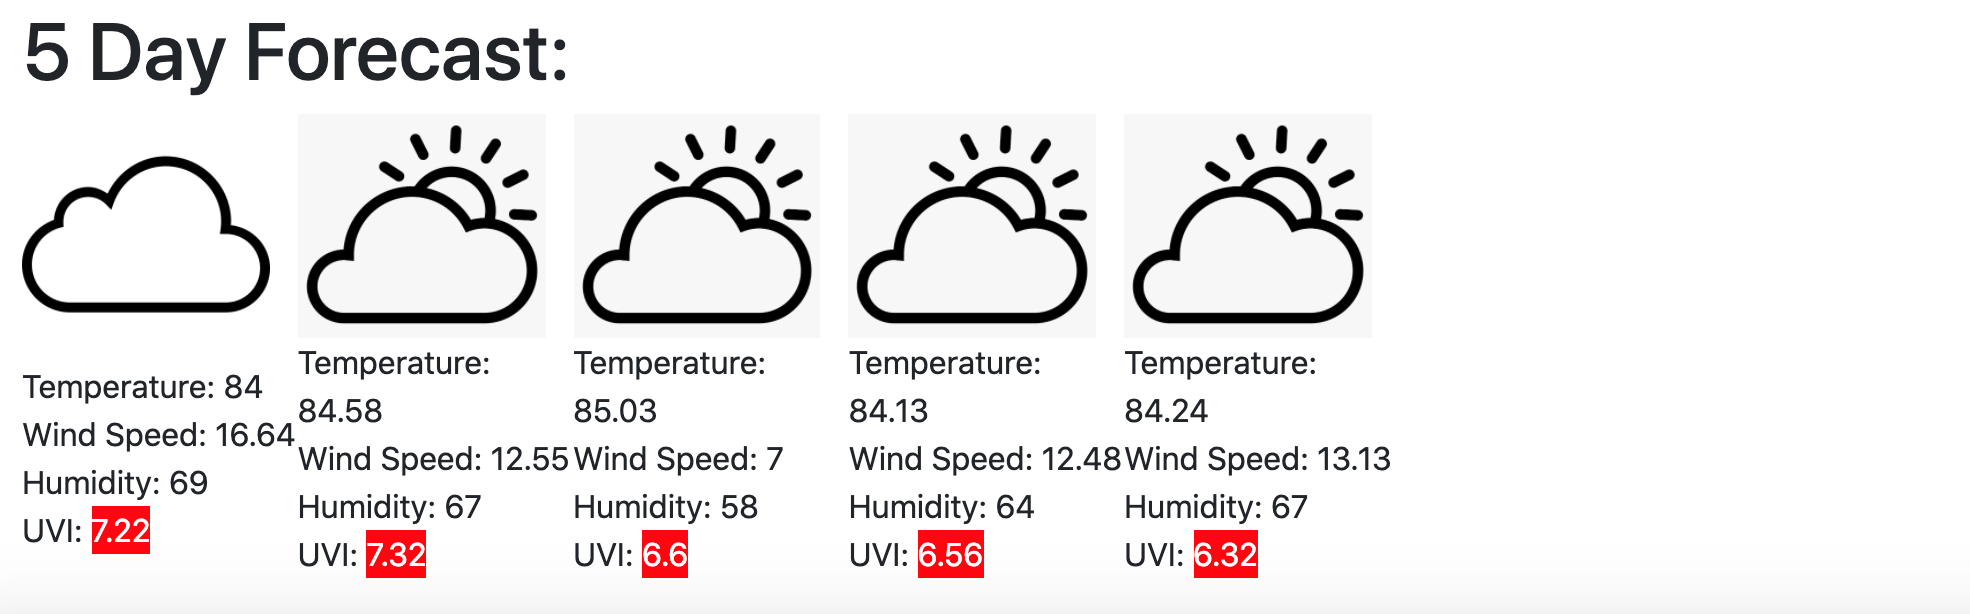 5 Day Forecast:
Temperature: 84
Wind Speed: 16.64
Humidity: 69
UVI: 7.22
Temperature:
84.58
Wind Speed: 12.55
Humidity: 67
UVI: 7.32
Temperature:
85.03
Wind Speed: 7
Humidity: 58
UVI: 6.6
Temperature:
84.13
Wind Speed: 12.48
Humidity: 64
UVI: 6.56
Temperature:
84.24
Wind Speed: 13.13
Humidity: 67
UVI: 6.32